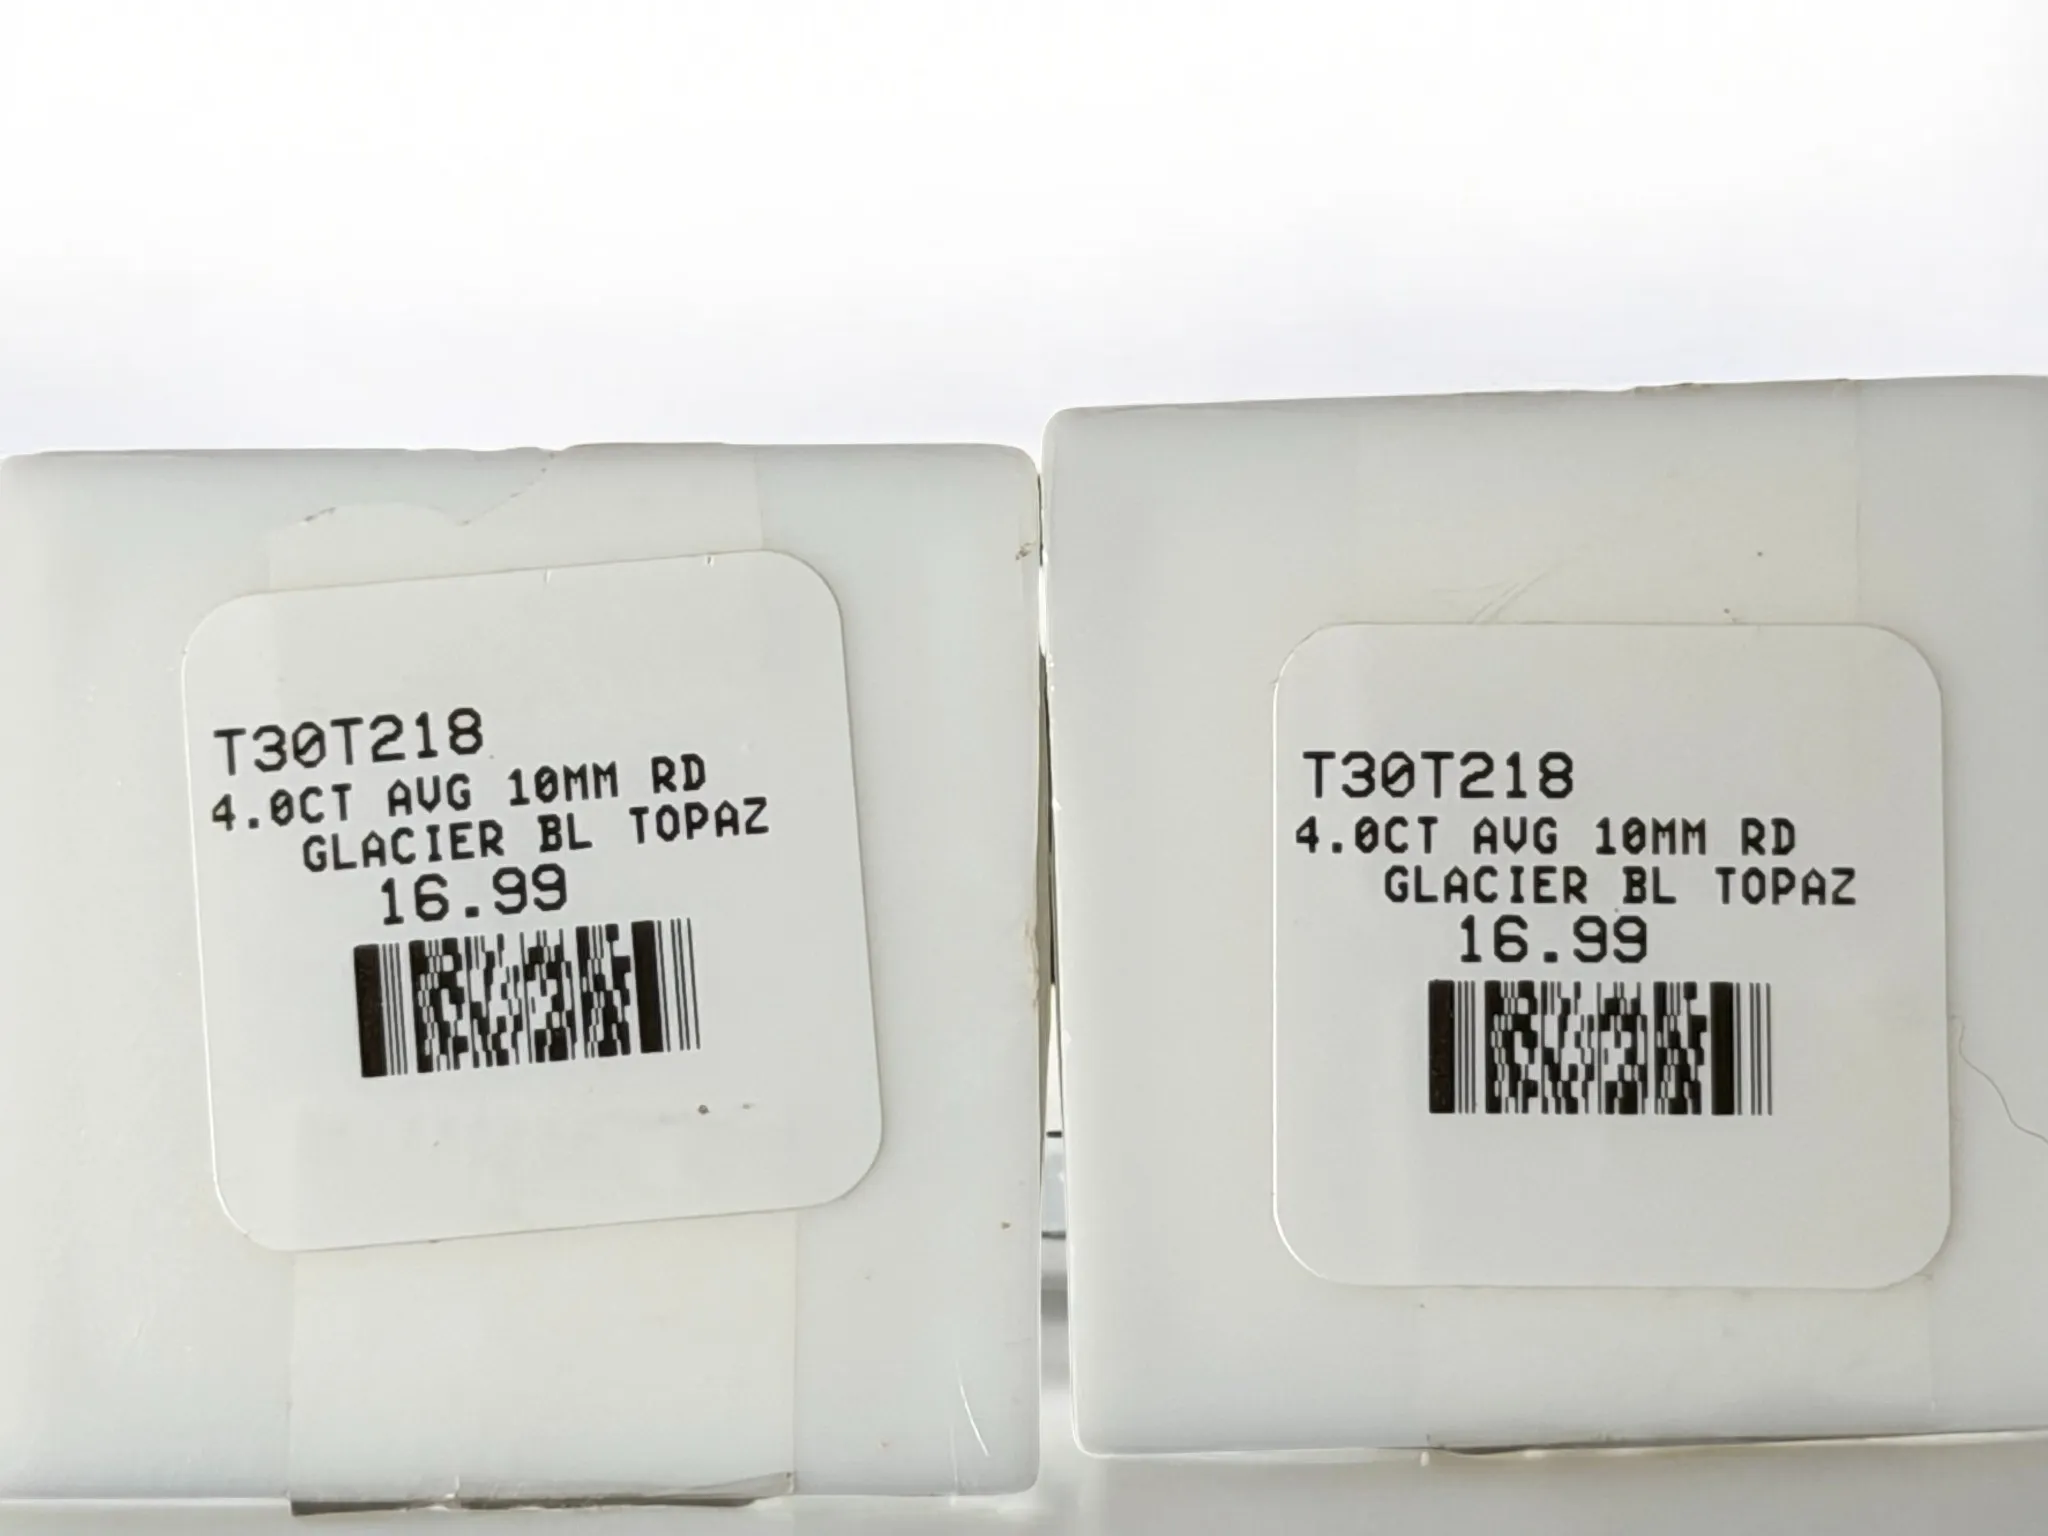 T30T218
4.0CT AVG 10MM RD
GLACIER BL TOPAZ
16.99
T30T218
4.0CT AVG 10MM RD
GLACIER BL TOPAZ
16.99